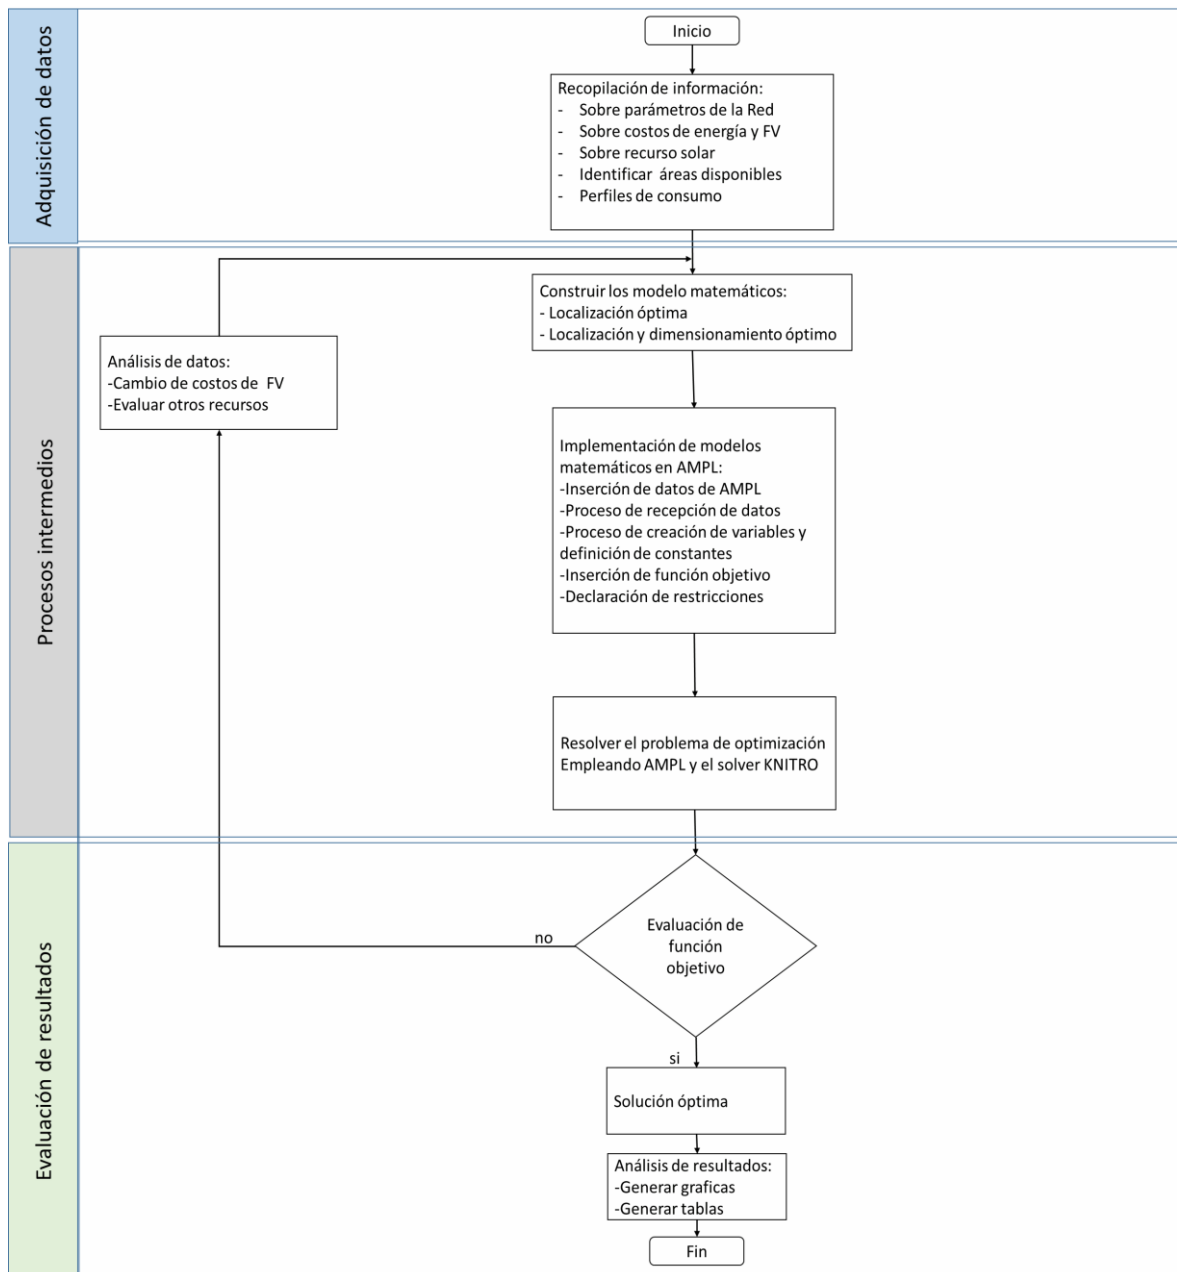 Adquisición de datos
Inicio
Recopilación de información:
- Sobre parámetros de la Red
- Sobre costos de energía y FV
- Sobre recurso solar
- Identificar áreas disponibles
- Perfiles de consumo
Procesos intermedios
Construir los modelo matemáticos:
- Localización óptima
- Localización y dimensionamiento óptimo
Análisis de datos:
-Cambio de costos de FV
-Evaluar otros recursos
Implementación de modelos
matemáticos en AMPL:
-Inserción de datos de AMPL
-Proceso de recepción de datos
-Proceso de creación de variables y
definición de constantes
-Inserción de función objetivo
-Declaración de restricciones
Resolver el problema de optimización
Empleando AMPL y el solver KNITRO
Evaluación de resultados
Evaluación de
función
objetivo
no
si
Solución óptima
Análisis de resultados:
-Generar graficas
-Generar tablas
Fin